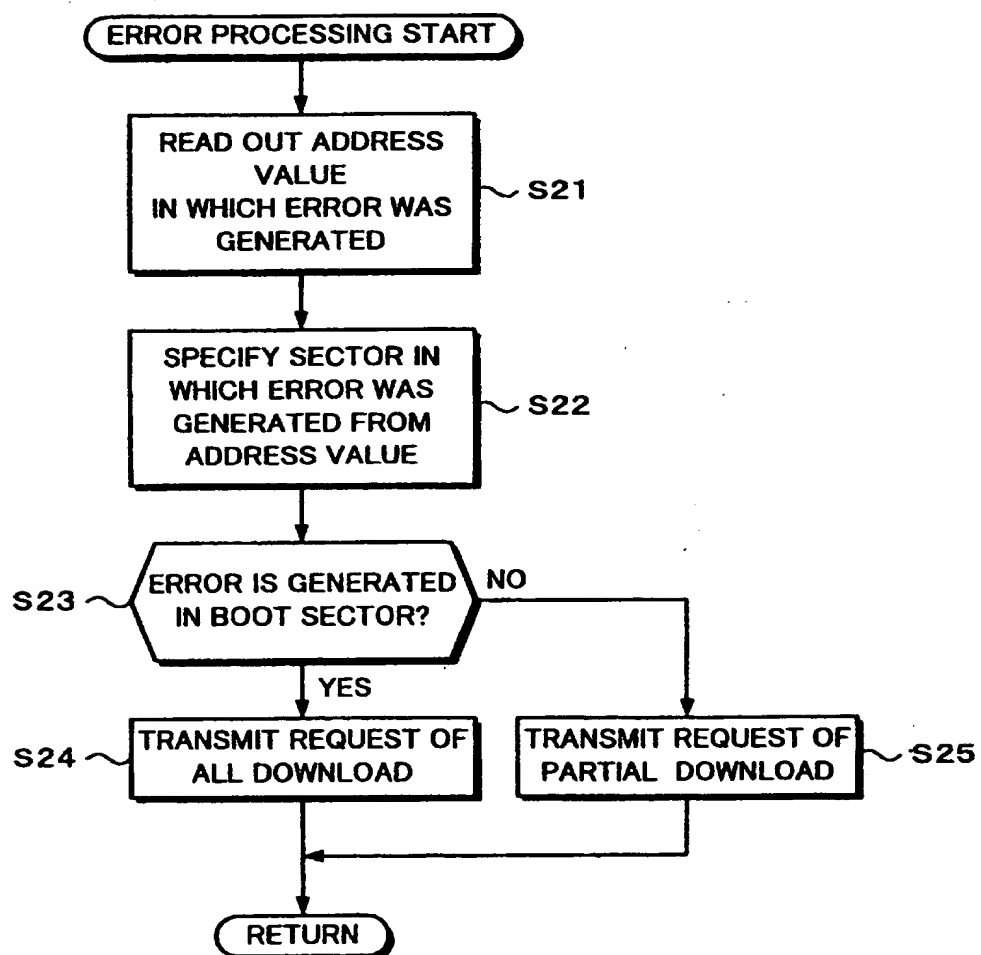 ERROR PROCESSING START
READ OUT ADDRESS
VALUE
IN WHICH ERROR WAS
GENERATED
S21
SPECIFY SECTOR IN
WHICH ERROR WAS
GENERATED FROM
ADDRESS VALUE
S22
S23
ERROR IS GENERATED
IN BOOT SECTOR?
NO
YES
S24
TRANSMIT REQUEST OF
ALL DOWNLOAD
TRANSMIT REQUEST OF
PARTIAL DOWNLOAD
S25
RETURN